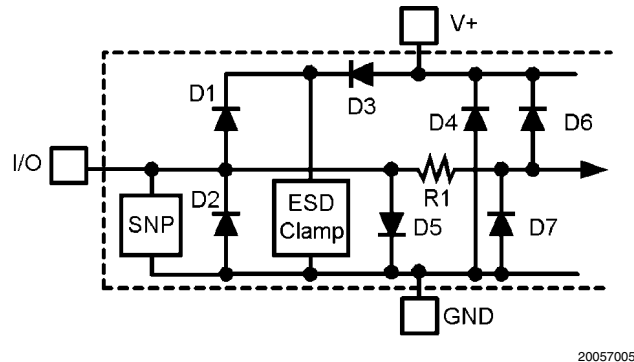 V+
D1
D3
D4
D6
I/O
R1
D2
SNP
ESD
Clamp
D5
D7
GND
20057005